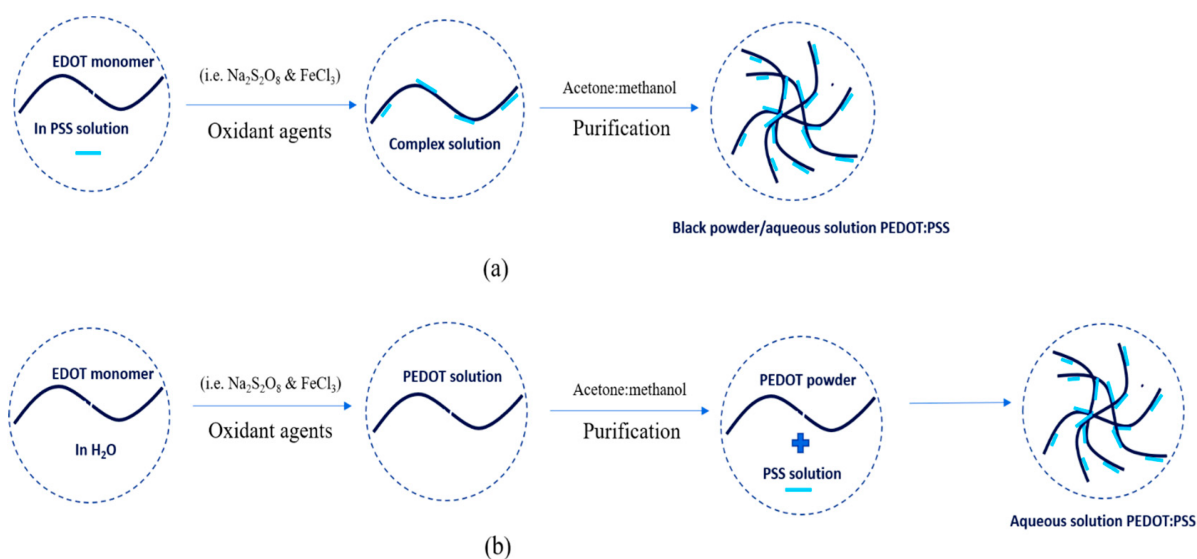 EDOT monomer
In PSS solution
(i.e. Na₂S₂O₈ & FeCl₃)
Oxidant agents
Complex solution
Acetone:methanol
Purification
Black powder/aqueous solution PEDOT:PSS
(a)
EDOT monomer
In H₂O
(i.e. Na₂S₂O₈ & FeCl₃)
Oxidant agents
PEDOT solution
Acetone:methanol
Purification
PEDOT powder
PSS solution
Aqueous solution PEDOT:PSS
(b)